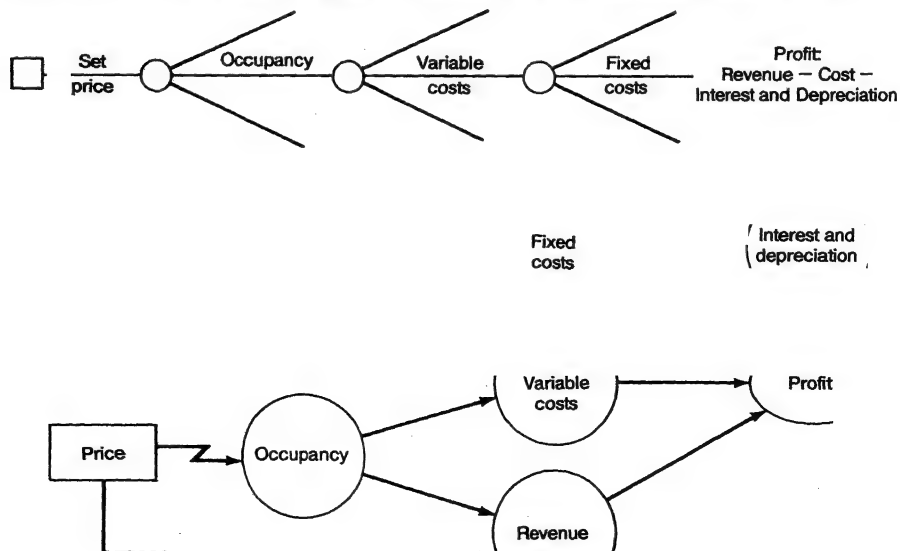 Set
price
Occupancy
Variable
costs
Fixed
costs
Profit:
Revenue – Cost –
Interest and Depreciation
Fixed
costs
Interest and
depreciation
Variable
costs
Profit
Price
Occupancy
Revenue